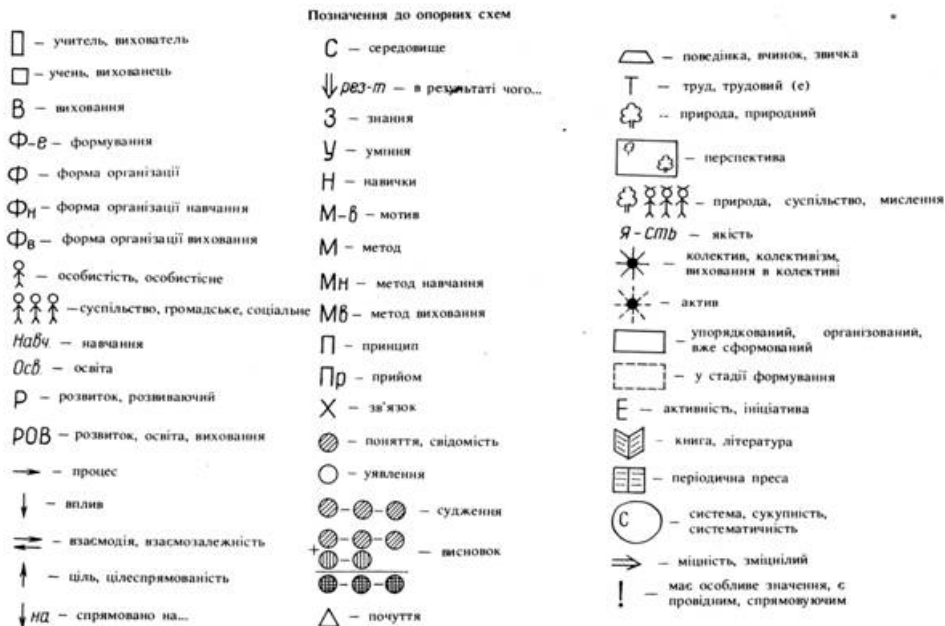 Позначення до опорних схем
– учитель, вихователь
– учень, вихованець
В – виховання
Ф-е – формування
Ф – форма організації
Фн – форма організації навчання
Фв – форма організації виховання
– особистість, особистісне
– суспільство, громадське, соціальне
Навч. – навчання
Осв. – освіта
Р – розвиток, розвиваючий
РОВ – розвиток, освіта, виховання
– процес
– вплив
– взаємодія, взаємозалежність
– ціль, цілеспрямованість
на – спрямовано на...
С – середовище
рез-т – в результаті чого...
З – знання
У – уміння
Н – навички
М-в – мотив
М – метод
Мн – метод навчання
Мв – метод виховання
П – принцип
Пр – прийом
Х – зв'язок
– поняття, свідомість
– уявлення
– судження
+ – висновок
– почуття
– поведінка, вчинок, звичка
Т – труд, трудовий (е)
– природа, природний
– перспектива
– природа, суспільство, мислення
Я-сть – якість
– колектив, колективізм,
виховання в колективі
– актив
– упорядкований, організований,
вже сформований
– у стадії формування
Е – активність, ініціатива
– книга, література
– періодична преса
С – система, сукупність,
систематичність
– міцність, зміцнілий
! – має особливе значення, є
провідним, спрямовуючим